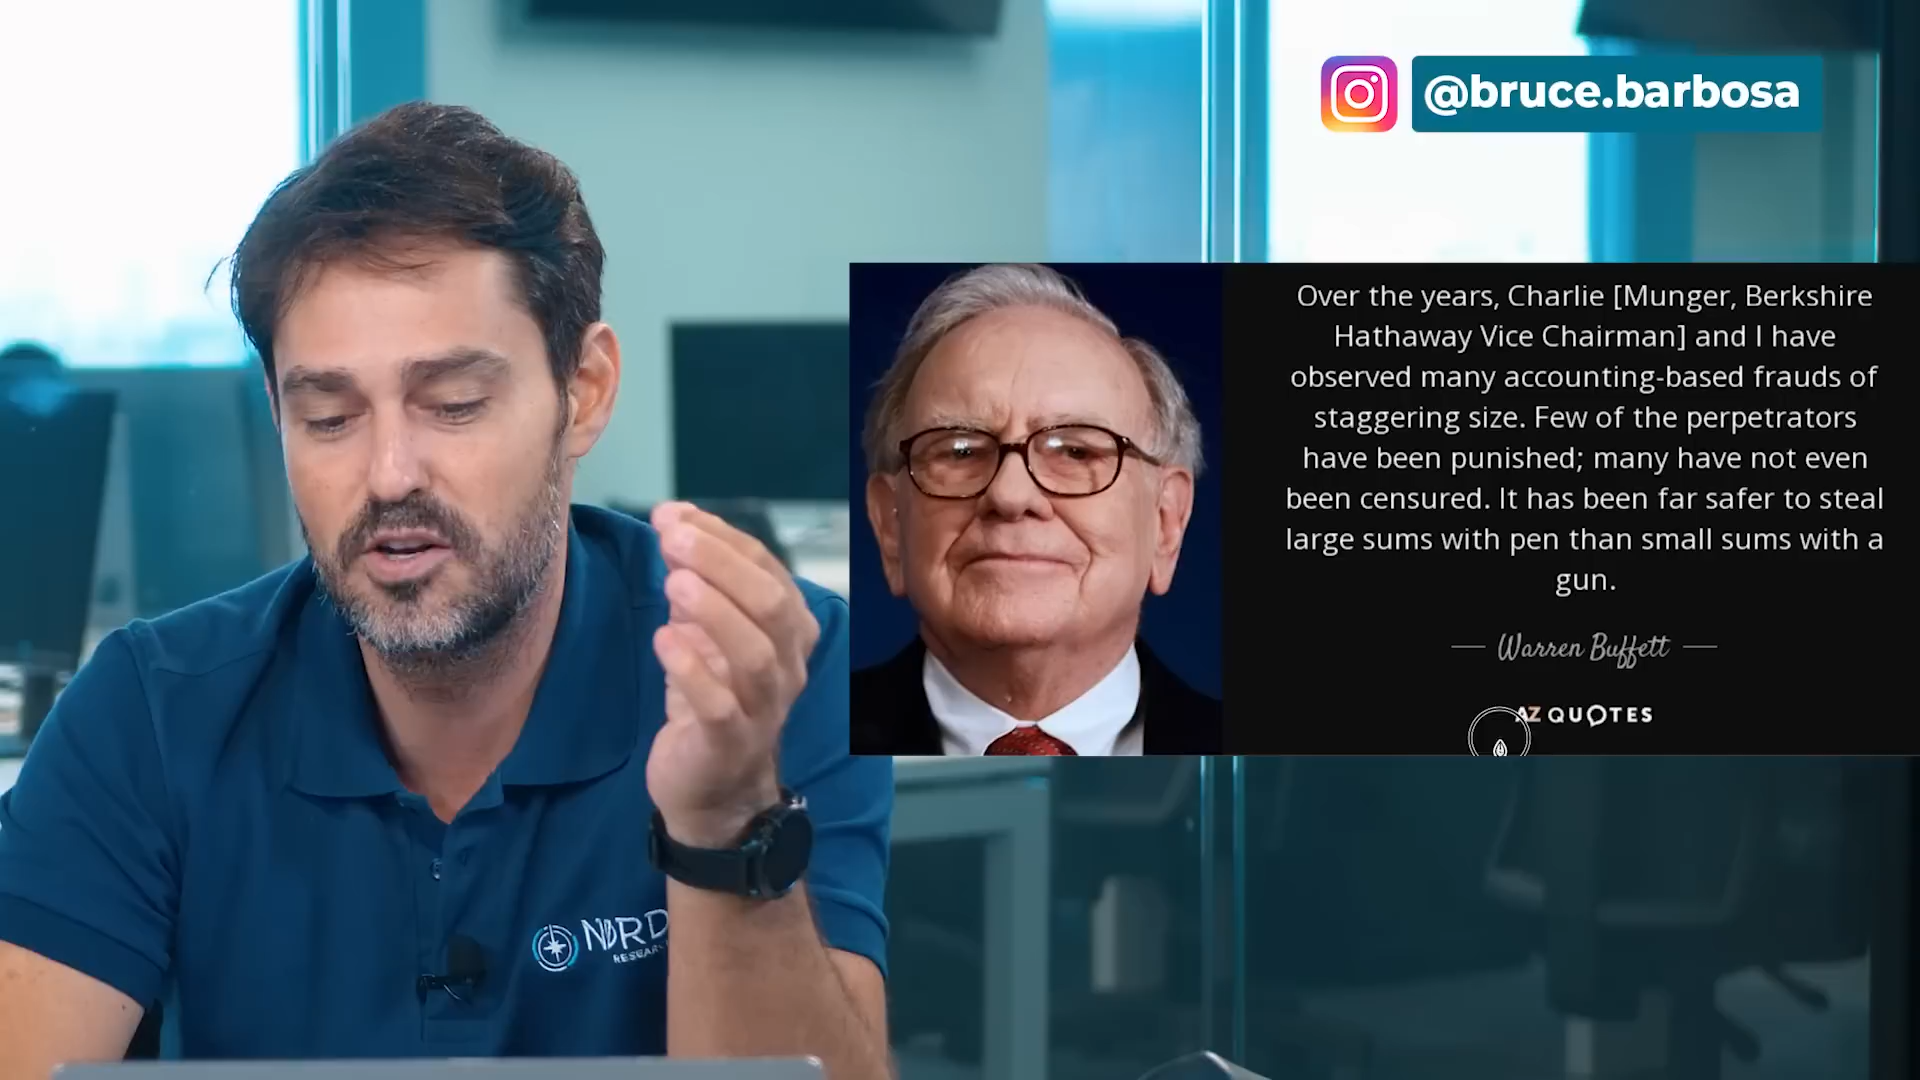 @bruce.barbosa
Over the years, Charlie [Munger, Berkshire
Hathaway Vice Chairman] and I have
observed many accounting-based frauds of
staggering size. Few of the perpetrators
have been punished; many have not even
been censured. It has been far safer to steal
large sums with pen than small sums with a
gun.
Warren Buffett
AZ QUOTES
NORD
RESEAR